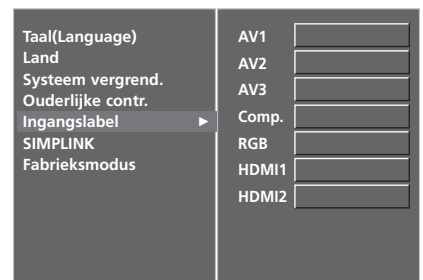 Taal(Language)
Land
Systeem vergrend.
Ouderlijke contr.
Ingangslabel ►
SIMPLINK
Fabrieksmodus
AV1
AV2
AV3
Comp.
RGB
HDMI1
HDMI2